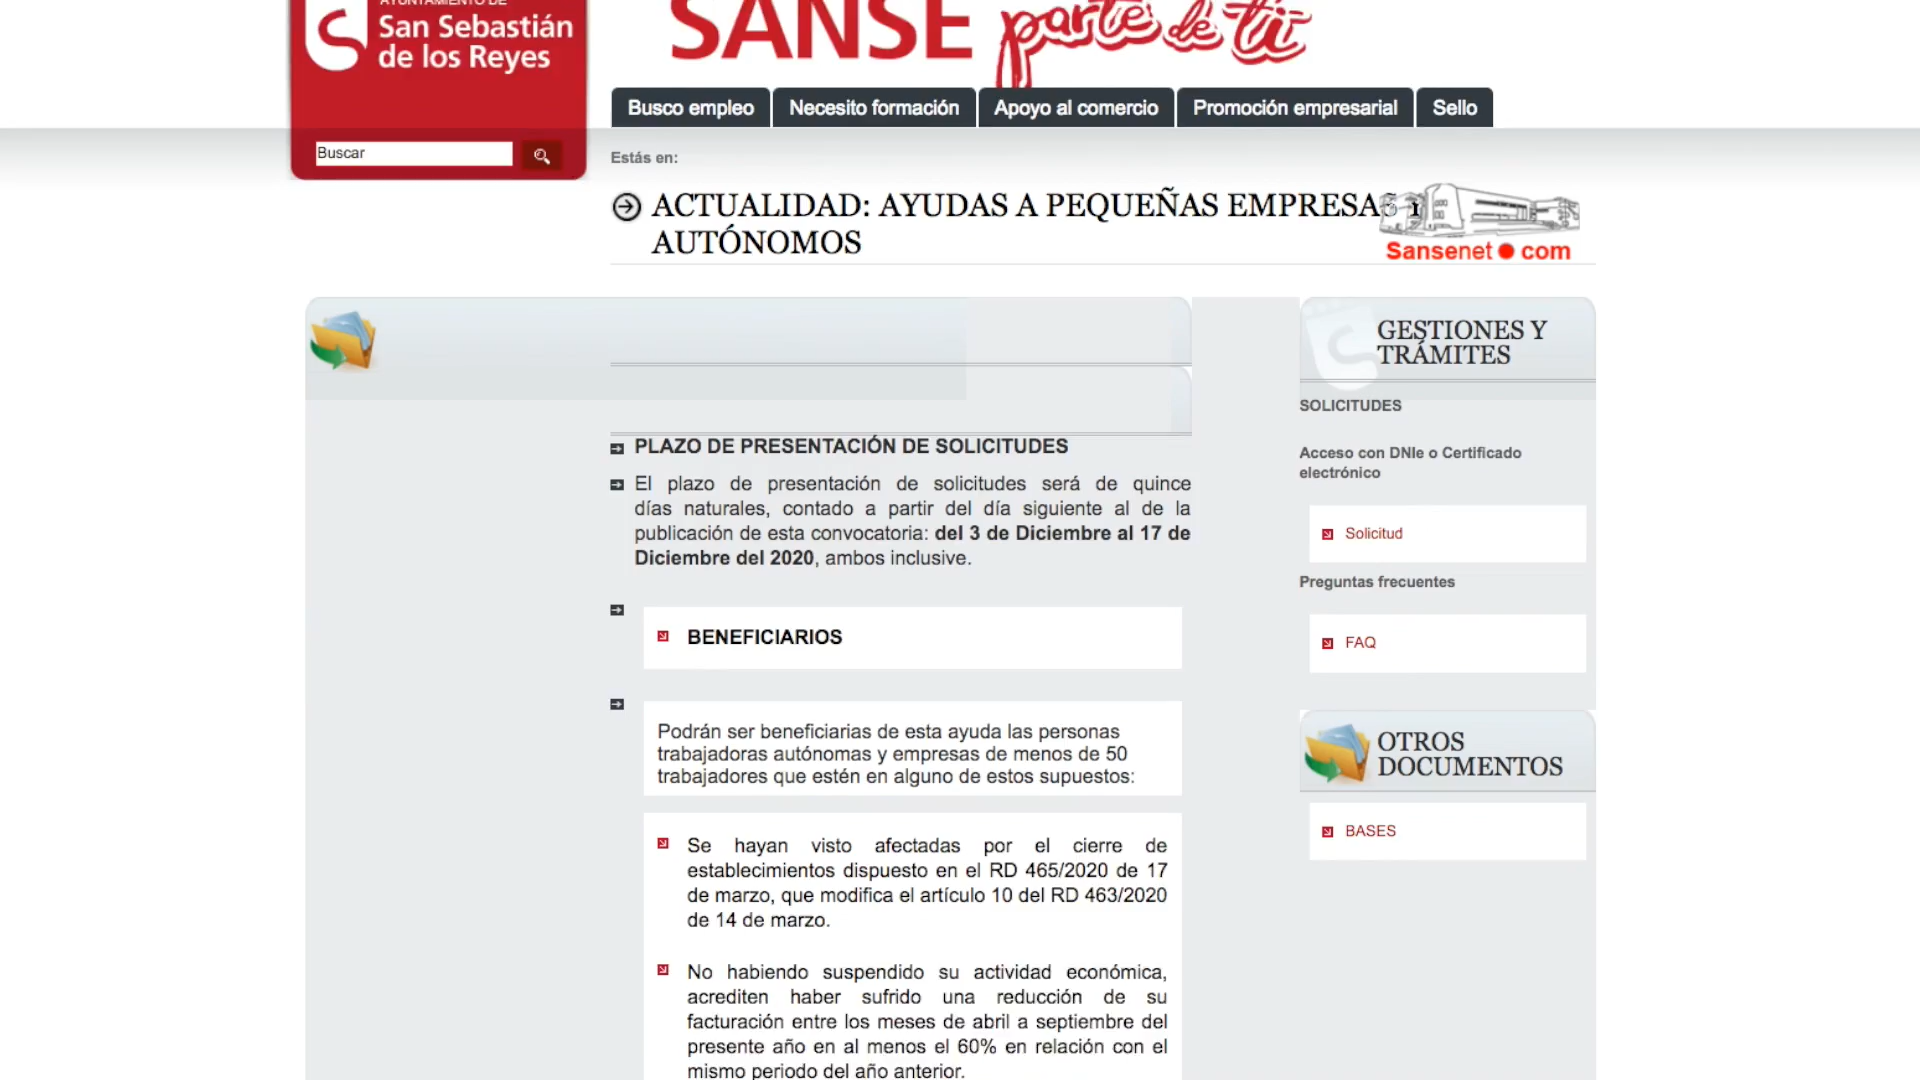 AYUNTAMIENTO DE
San Sebastián
de los Reyes
SANSE parte de ti
Busco empleo
Necesito formación
Apoyo al comercio
Promoción empresarial
Sello
Buscar
Estás en:
ACTUALIDAD: AYUDAS A PEQUEÑAS EMPRESAS Y
AUTÓNOMOS
Sansenet com
PLAZO DE PRESENTACIÓN DE SOLICITUDES
El plazo de presentación de solicitudes será de quince
días naturales, contado a partir del día siguiente al de la
publicación de esta convocatoria: del 3 de Diciembre al 17 de
Diciembre del 2020, ambos inclusive.
BENEFICIARIOS
Podrán ser beneficiarias de esta ayuda las personas
trabajadoras autónomas y empresas de menos de 50
trabajadores que estén en alguno de estos supuestos:
Se hayan visto afectadas por el cierre de
establecimientos dispuesto en el RD 465/2020 de 17
de marzo, que modifica el artículo 10 del RD 463/2020
de 14 de marzo.
No habiendo suspendido su actividad económica,
acrediten haber sufrido una reducción de su
facturación entre los meses de abril a septiembre del
presente año en al menos el 60% en relación con el
mismo periodo del año anterior.
GESTIONES Y
TRÁMITES
SOLICITUDES
Acceso con DNIe o Certificado
electrónico
Solicitud
Preguntas frecuentes
FAQ
OTROS
DOCUMENTOS
BASES